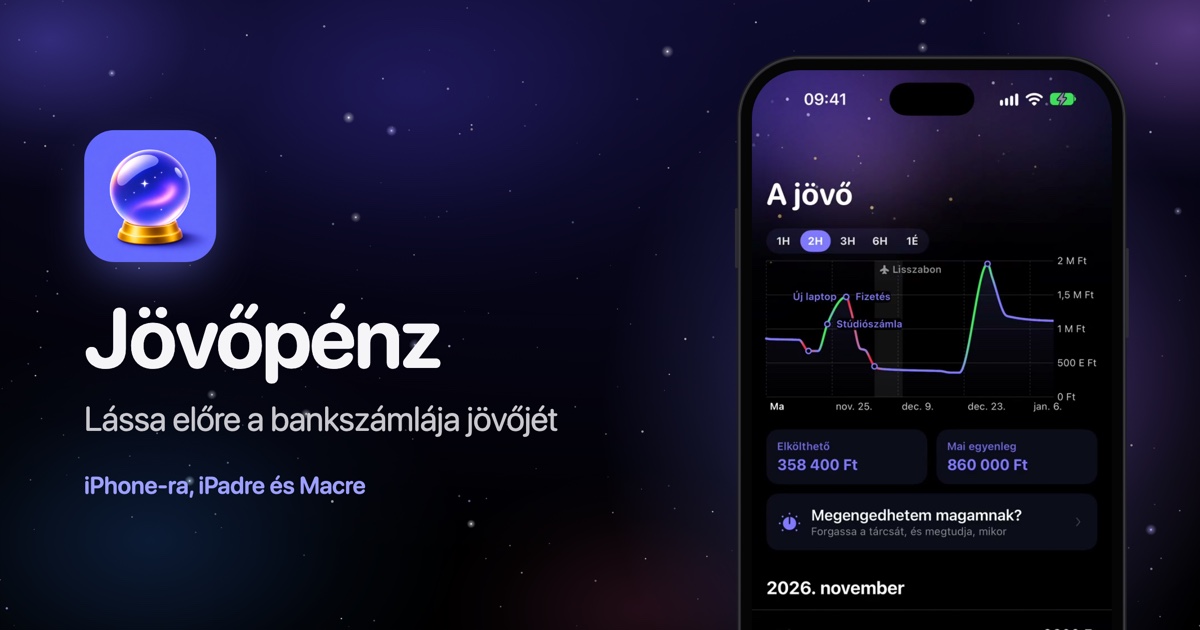 Jövőpénz
Lássa előre a bankszámlája jövőjét
iPhone-ra, iPadre és Macre
09:41
A jövő
1H 2H 3H 6H 1É
Lisszabon
2 M Ft
Új laptop Fizetés
1,5 M Ft
Stúdiószámla
1 M Ft
500 E Ft
0 Ft
Ma nov. 25. dec. 9. dec. 23. jan. 6.
Elkölthető
358 400 Ft
Mai egyenleg
860 000 Ft
Megengedhetem magamnak?
Forgassa a tárcsát, és megtudja, mikor
2026. november